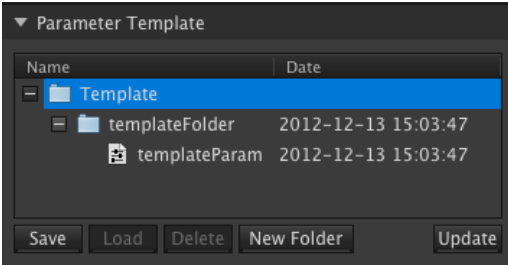 Parameter Template
Name Date
Template
templateFolder 2012-12-13 15:03:47
templateParam 2012-12-13 15:03:47
Save Load Delete New Folder Update